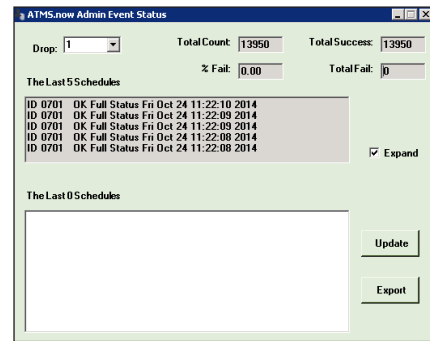 ATMS.now Admin Event Status
Drop: 1 Total Count: 13950 Total Success: 13950
% Fail: 0.00 Total Fail: 0
The Last 5 Schedules
ID 0701 OK Full Status Fri Oct 24 11:22:10 2014
ID 0701 OK Full Status Fri Oct 24 11:22:09 2014
ID 0701 OK Full Status Fri Oct 24 11:22:09 2014
ID 0701 OK Full Status Fri Oct 24 11:22:08 2014
ID 0701 OK Full Status Fri Oct 24 11:22:08 2014
Expand
The Last 0 Schedules
Update
Export